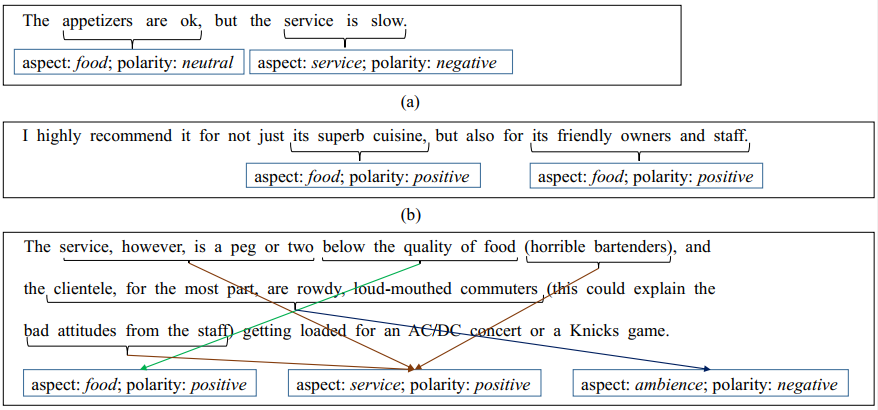 The appetizers are ok, but the service is slow.
aspect: food; polarity: neutral aspect: service; polarity: negative
(a)
I highly recommend it for not just its superb cuisine, but also for its friendly owners and staff.
aspect: food; polarity: positive aspect: food; polarity: positive
(b)
The service, however, is a peg or two below the quality of food (horrible bartenders), and
the clientele, for the most part, are rowdy, loud-mouthed commuters (this could explain the
bad attitudes from the staff) getting loaded for an AC/DC concert or a Knicks game.
aspect: food; polarity: positive aspect: service; polarity: positive aspect: ambience; polarity: negative